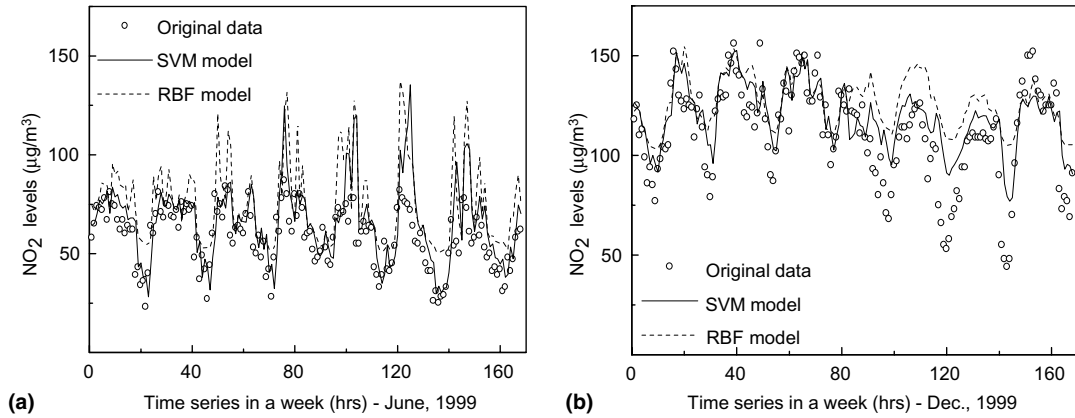 150
100
50
0
NO2 levels (µg/m3)
Original data
SVM model
RBF model
0 40 80 120 160
(a) Time series in a week (hrs) - June, 1999
150
100
50
0
NO2 levels (µg/m3)
Original data
SVM model
RBF model
0 40 80 120 160
(b) Time series in a week (hrs) - Dec., 1999